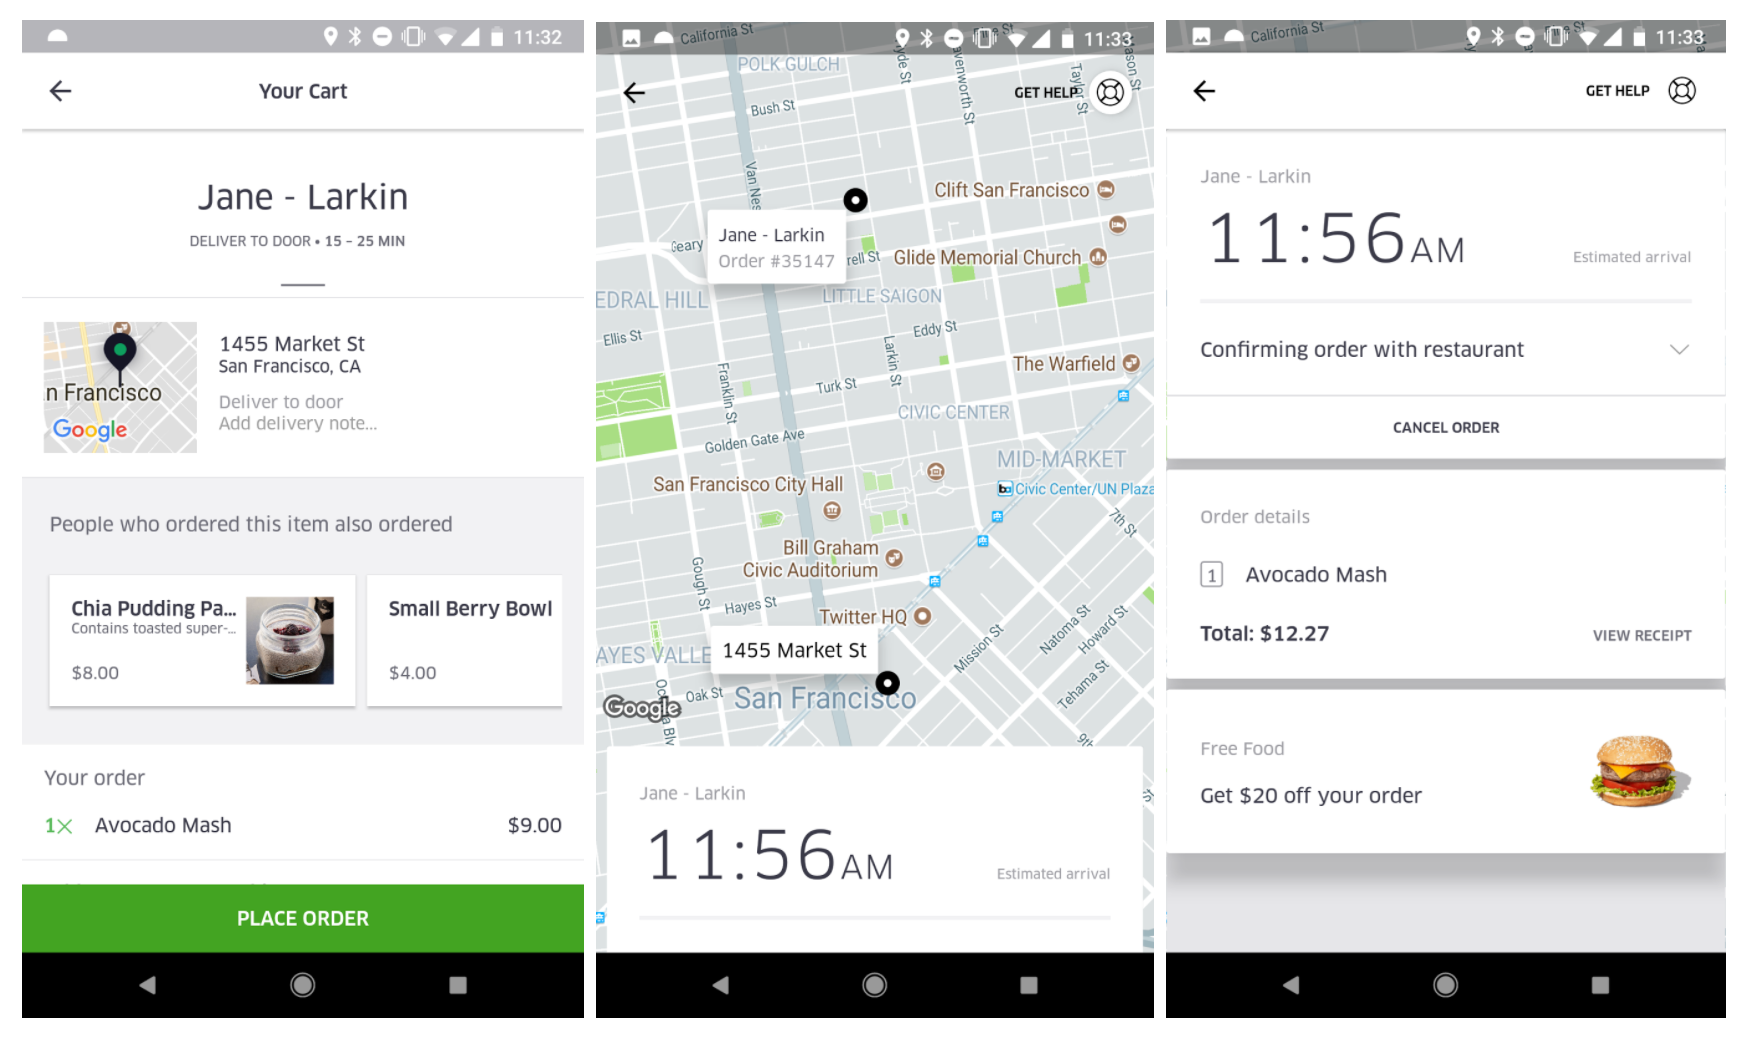 11:32
Your Cart
Jane - Larkin
DELIVER TO DOOR • 15 – 25 MIN
n Francisco
Google
1455 Market St
San Francisco, CA
Deliver to door
Add delivery note...
People who ordered this item also ordered
Chia Pudding Pa...
Contains toasted super-...
$8.00
Small Berry Bowl
$4.00
Your order
1× Avocado Mash $9.00
PLACE ORDER
California St
11:33
POLK GULCH
GET HELP
Taylor St
Bush St
Van Nes
Clift San Francisco
Jane - Larkin
Order #35147
Geary
rell St
Glide Memorial Church
EDRAL HILL
LITTLE SAIGON
Ellis St
Eddy St
Larkin St
The Warfield
Franklin St
Turk St
CIVIC CENTER
Golden Gate Ave
MID-MARKET
San Francisco City Hall
Civic Center/UN Plaza
7th St
Bill Graham
Civic Auditorium
Gough St
Hayes St
Twitter HQ
Natoma St
Howard St
Mission St
AYES VALLE
1455 Market St
Tehama St
Oak St
San Francisco
Google
9th
Jane - Larkin
11:56 AM
Estimated arrival
California St
11:33
GET HELP
Jane - Larkin
11:56 AM
Estimated arrival
Confirming order with restaurant
CANCEL ORDER
Order details
1 Avocado Mash
Total: $12.27
VIEW RECEIPT
Free Food
Get $20 off your order